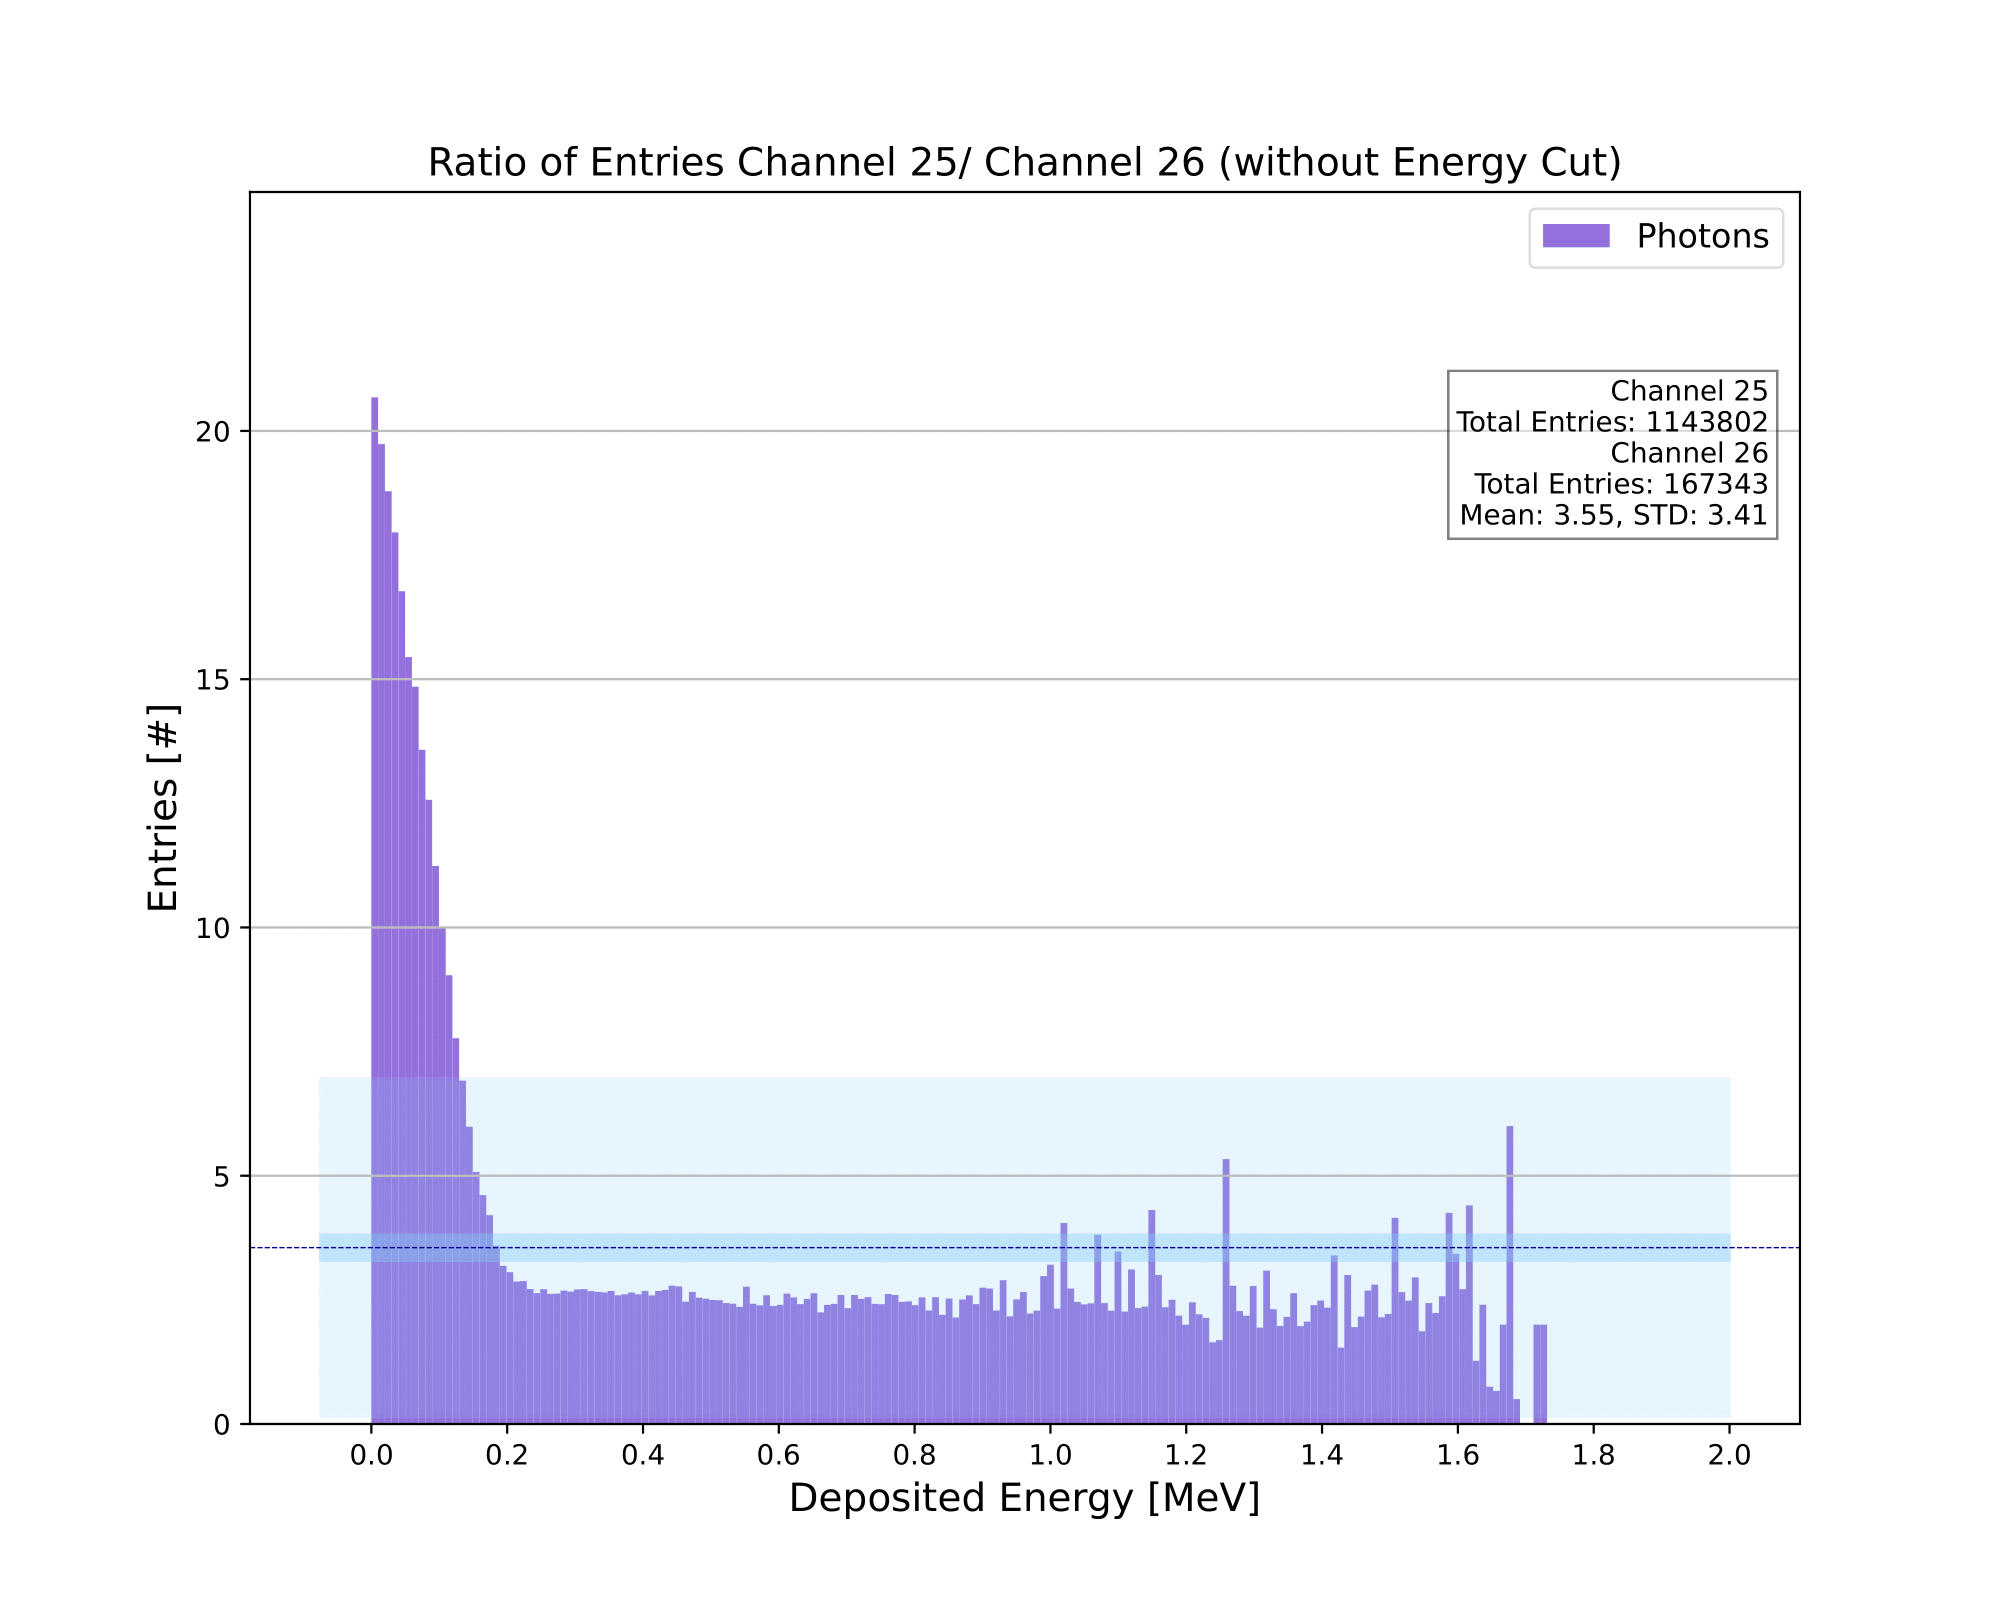 Ratio of Entries Channel 25/ Channel 26 (without Energy Cut)
Photons
Channel 25
Total Entries: 1143802
Channel 26
Total Entries: 167343
Mean: 3.55, STD: 3.41
Entries [#]
20
15
10
5
0
0.0 0.2 0.4 0.6 0.8 1.0 1.2 1.4 1.6 1.8 2.0
Deposited Energy [MeV]